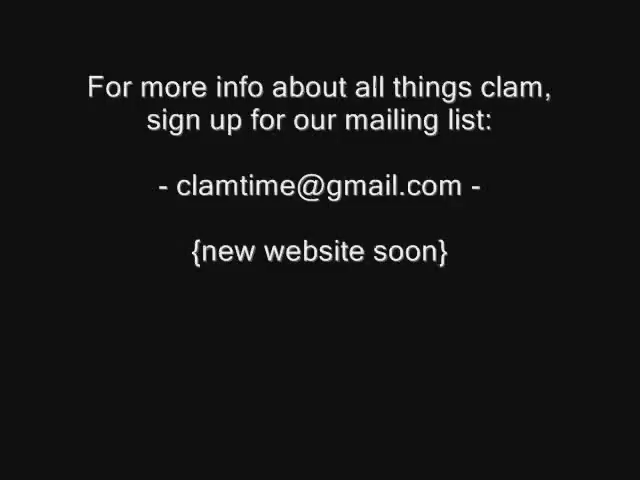 For more info about all things clam,
sign up for our mailing list:
- clamtime@gmail.com -
{new website soon}